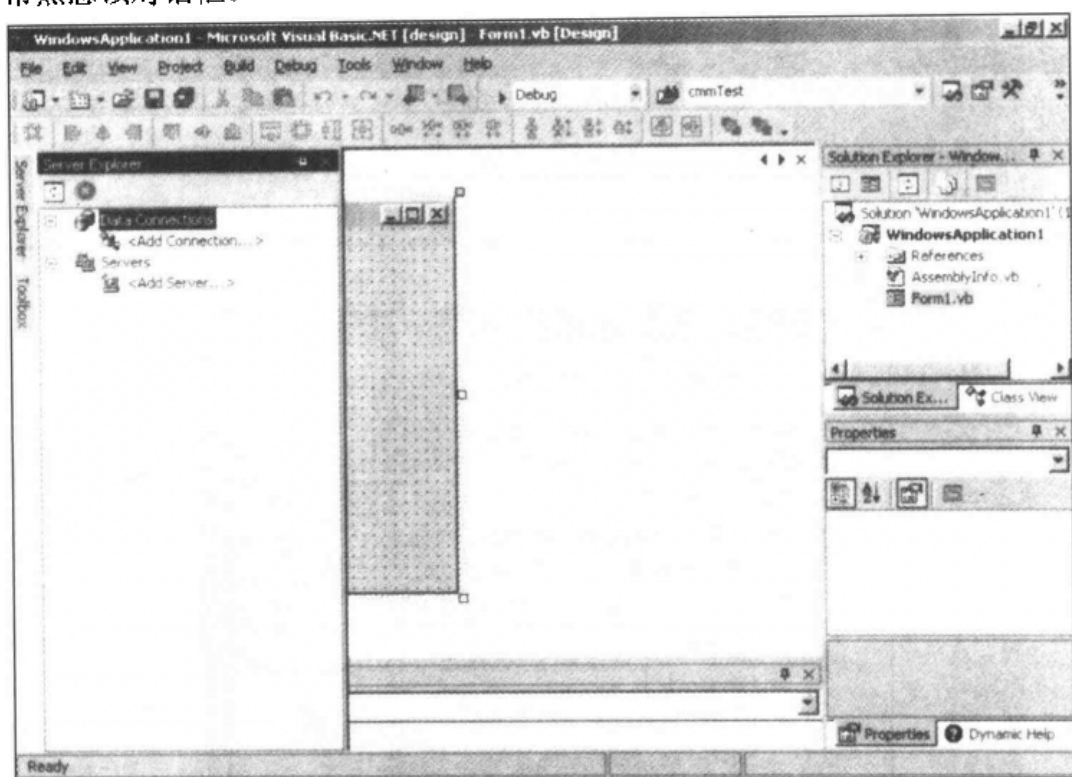 WindowsApplication1 - Microsoft Visual Basic.NET [design] - Form1.vb [Design]
File Edit View Project Build Debug Tools Window Help
Debug cmmTest
Server Explorer
Toolbox
Server Explorer
Data Connections
<Add Connection...>
Servers
<Add Server...>
Solution Explorer - Window...
Solution 'WindowsApplication1' (1
WindowsApplication1
References
AssemblyInfo.vb
Form1.vb
Solution Ex... Class View
Properties
Properties Dynamic Help
Ready